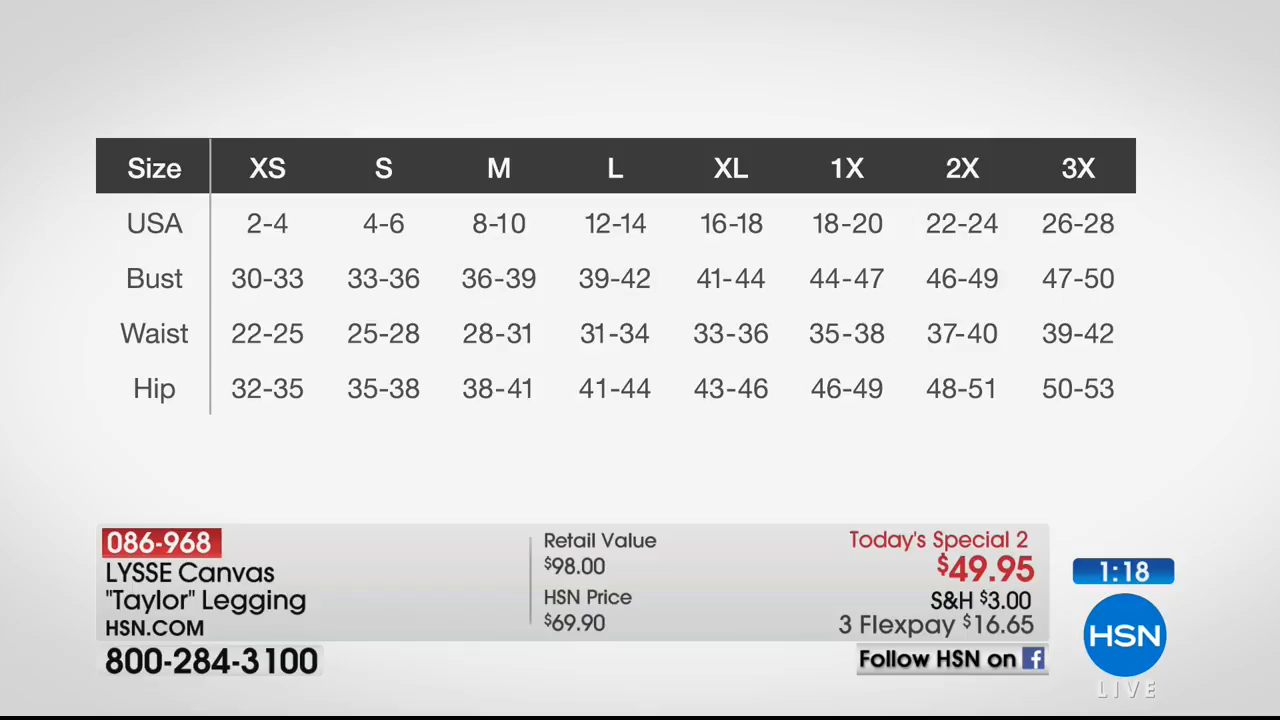 Size XS S M L XL 1X 2X 3X
USA 2-4 4-6 8-10 12-14 16-18 18-20 22-24 26-28
Bust 30-33 33-36 36-39 39-42 41-44 44-47 46-49 47-50
Waist 22-25 25-28 28-31 31-34 33-36 35-38 37-40 39-42
Hip 32-35 35-38 38-41 41-44 43-46 46-49 48-51 50-53
086-968
LYSSE Canvas
"Taylor" Legging
HSN.COM
800-284-3100
Retail Value
$98.00
HSN Price
$69.90
Today's Special 2
$49.95
S&H $3.00
3 Flexpay $16.65
Follow HSN on f
1:18
HSN
LIVE